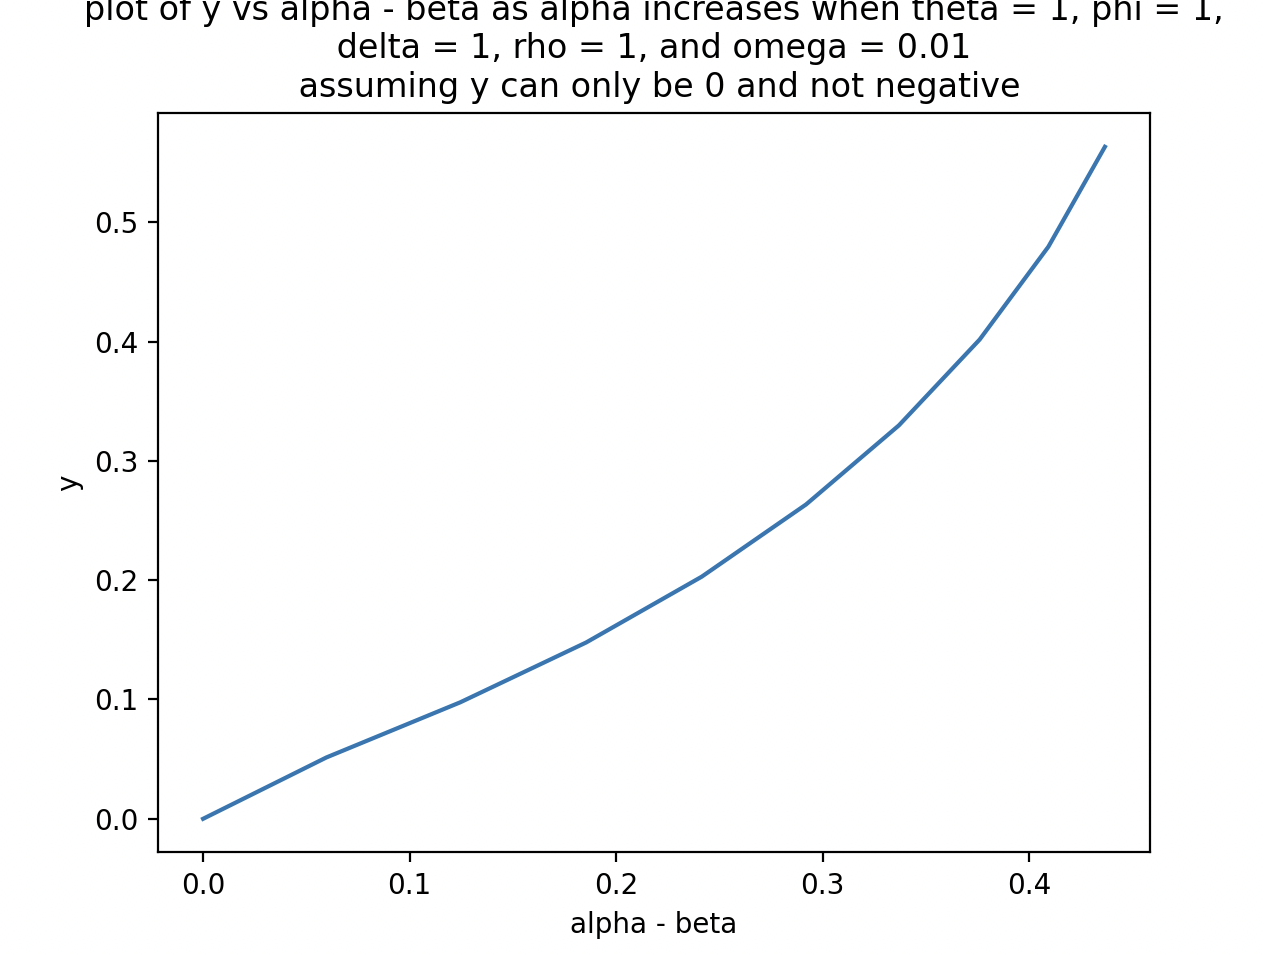 plot of y vs alpha - beta as alpha increases when theta = 1, phi = 1,
delta = 1, rho = 1, and omega = 0.01
assuming y can only be 0 and not negative
0.5
0.4
0.3
y
0.2
0.1
0.0
0.0 0.1 0.2 0.3 0.4
alpha - beta